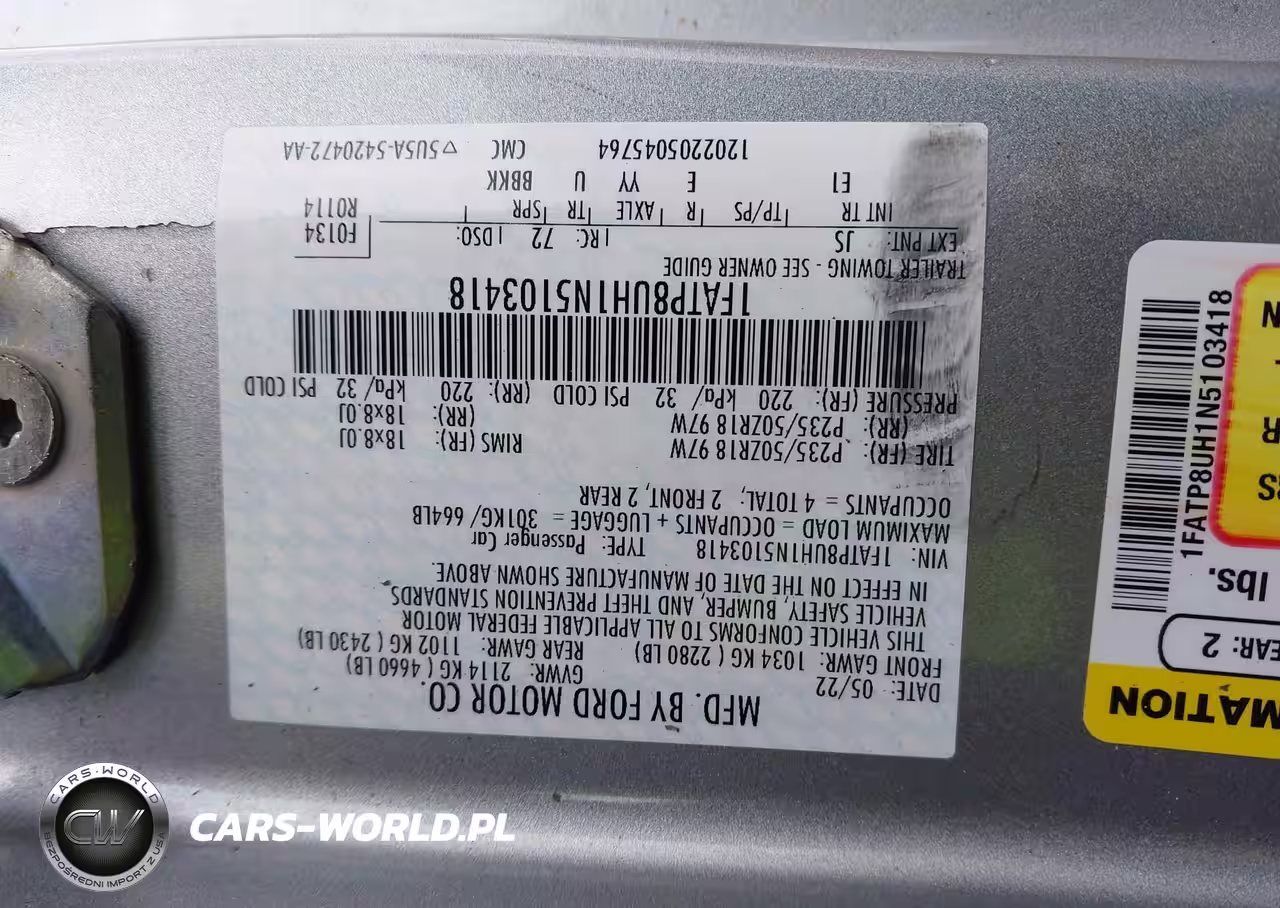 MFD. BY FORD MOTOR CO.
DATE: 05/22 GVWR: 2114 KG ( 4660 LB)
FRONT GAWR: 1034 KG ( 2280 LB) REAR GAWR: 1102 KG ( 2430 LB)
THIS VEHICLE CONFORMS TO ALL APPLICABLE FEDERAL MOTOR
VEHICLE SAFETY, BUMPER, AND THEFT PREVENTION STANDARDS
IN EFFECT ON THE DATE OF MANUFACTURE SHOWN ABOVE.
VIN: 1FATP8UH1N5103418 TYPE: Passenger Car
MAXIMUM LOAD = OCCUPANTS + LUGGAGE = 301KG/ 664LB
OCCUPANTS = 4 TOTAL; 2 FRONT, 2 REAR
TIRE (FR): P235/50ZR18 97W RIMS (FR): 18x8.0J
(RR): P235/50ZR18 97W (RR): 18x8.0J
PRESSURE (FR): 220 kPa/ 32 PSI COLD (RR): 220 kPa/ 32 PSI COLD
1FATP8UH1N5103418
TRAILER TOWING - SEE OWNER GUIDE
EXT PNT: JS RC: 72 DSO: F0134
R0114
INT TR TP/PS R AXLE TR SPR
E1 E YY U BBKK
1202205045764 CMC 5U5A-5420472-AA
MATION
EAR: 2
lbs.
1FATP8UH1N5103418
CARS-WORLD
CW
BEZPOŚREDNI IMPORT Z USA
CARS-WORLD.PL